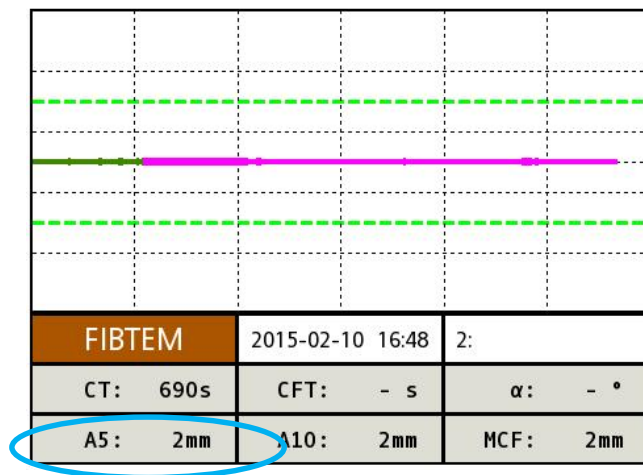 FIBTEM 2015-02-10 16:48 2:
CT: 690s CFT: - s α: - °
A5: 2mm A10: 2mm MCF: 2mm